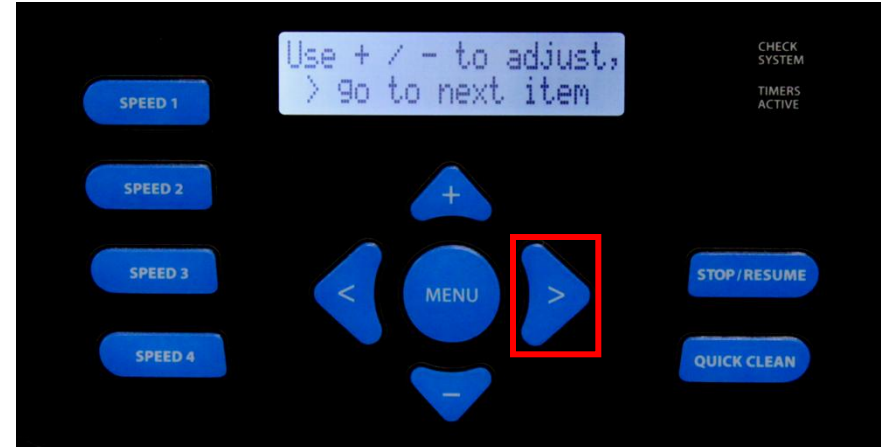 Use + / - to adjust,
> go to next item
CHECK
SYSTEM
TIMERS
ACTIVE
SPEED 1
SPEED 2
SPEED 3
SPEED 4
+
<
MENU
>
-
STOP/RESUME
QUICK CLEAN